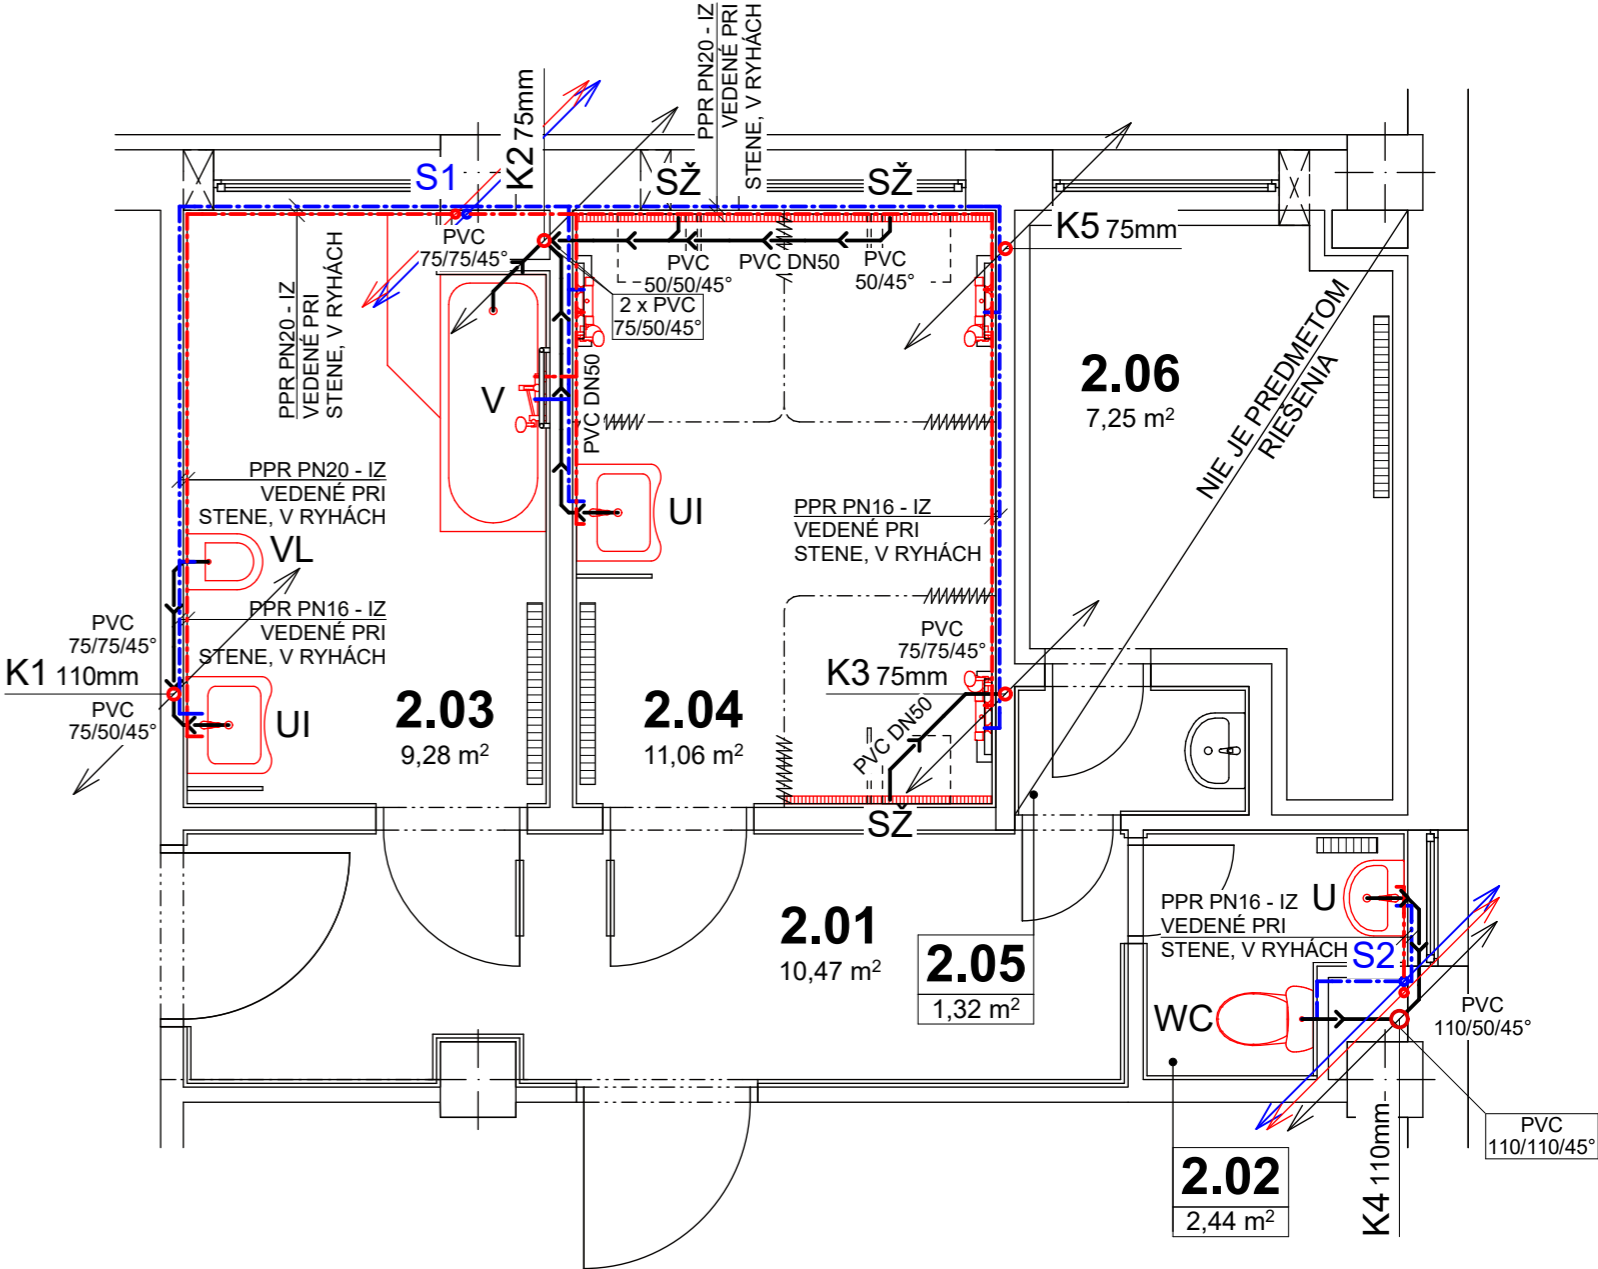 PPR PN20 - IZ
VEDENÉ PRI
STENE, V RYHÁCH
K2 75mm
S1
SŽ
SŽ
K5 75mm
PVC
75/75/45°
PVC
50/50/45°
PVC DN50
PVC
50/45°
2 x PVC
75/50/45°
PPR PN20 - IZ
VEDENÉ PRI
STENE, V RYHÁCH
NIE JE PREDMETOM
RIEŠENIA
2.06
7,25 m²
V
PVC DN50
PPR PN20 - IZ
VEDENÉ PRI
STENE, V RYHÁCH
UI
PPR PN16 - IZ
VEDENÉ PRI
STENE, V RYHÁCH
VL
PPR PN16 - IZ
VEDENÉ PRI
STENE, V RYHÁCH
PVC
75/75/45°
K1 110mm
PVC
75/50/45°
UI
2.03
9,28 m²
2.04
11,06 m²
PVC
75/75/45°
K3 75mm
PVC DN50
SŽ
2.01
10,47 m²
2.05
1,32 m²
U
PPR PN16 - IZ
VEDENÉ PRI
STENE, V RYHÁCH
S2
WC
PVC
110/50/45°
PVC
110/110/45°
K4 110mm
2.02
2,44 m²